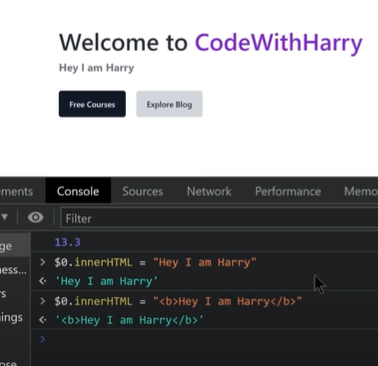 Welcome to CodeWithHarry
Hey I am Harry
Free Courses Explore Blog
ments Console Sources Network Performance Memo
Filter
ge 13.3
> $0.innerHTML = "Hey I am Harry"
ness... <· 'Hey I am Harry'
rs > $0.innerHTML = "<b>Hey I am Harry</b>"
ings <· '<b>Hey I am Harry</b>'
>
ose